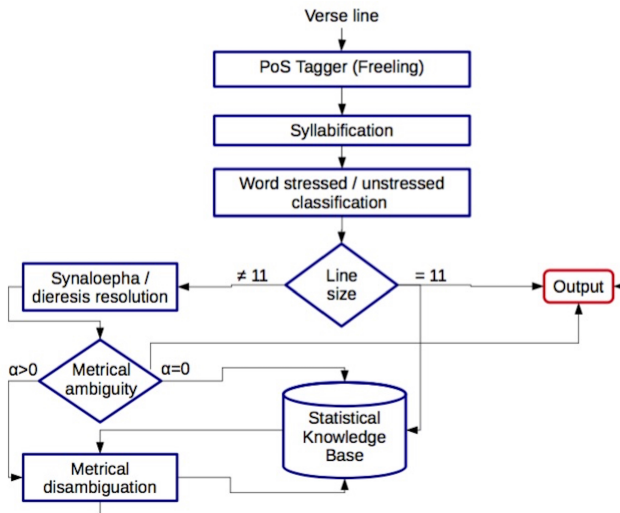 Verse line
PoS Tagger (Freeling)
Syllabification
Word stressed / unstressed
classification
Line
size
≠ 11
= 11
Synaloepha /
dieresis resolution
Output
Metrical
ambiguity
α>0
α=0
Statistical
Knowledge
Base
Metrical
disambiguation